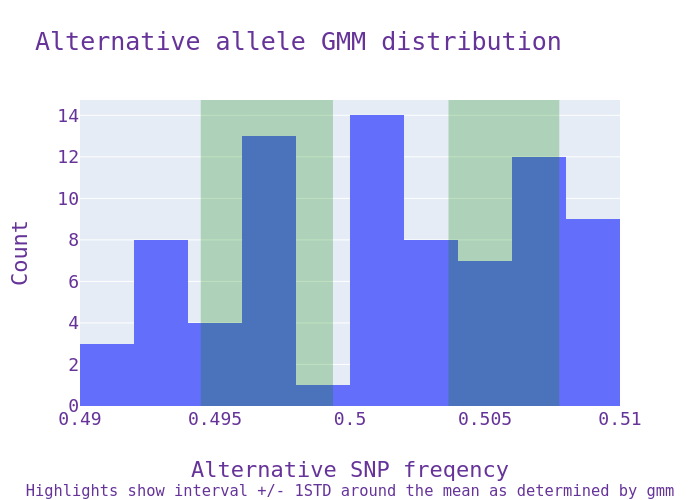 Alternative allele GMM distribution
14
12
10
8
6
4
2
0
Count
0.49 0.495 0.5 0.505 0.51
Alternative SNP freqency
Highlights show interval +/- 1STD around the mean as determined by gmm